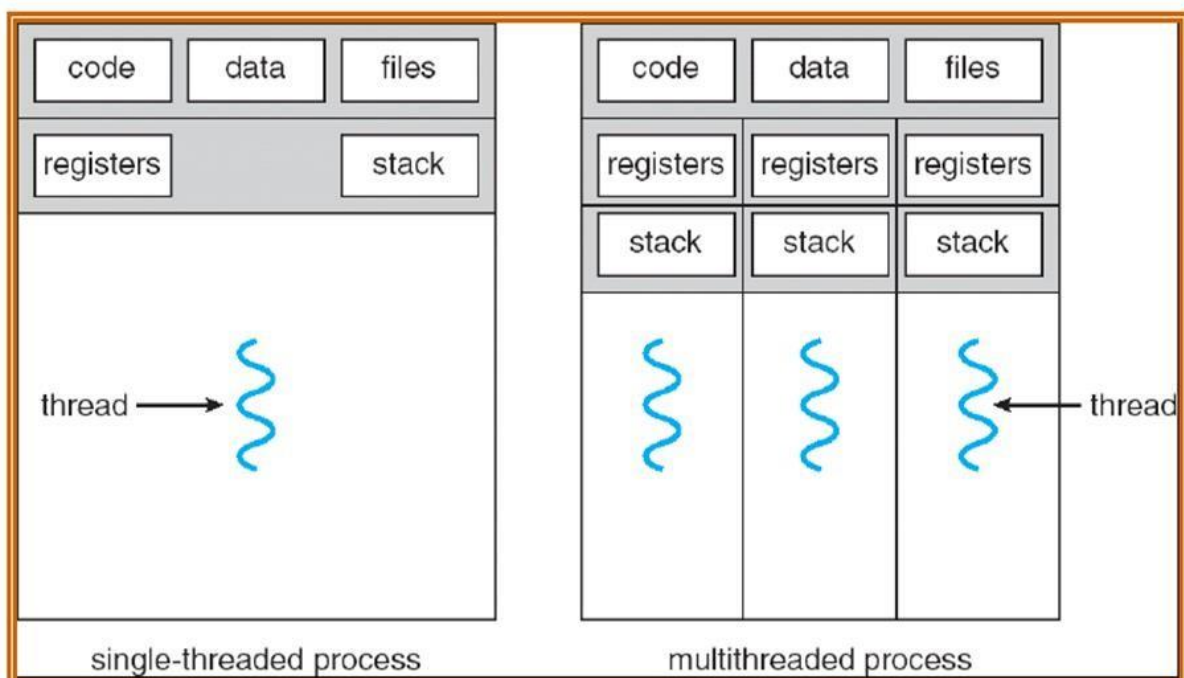 code data files
registers stack
thread
single-threaded process
code data files
registers registers registers
stack stack stack
thread
multithreaded process